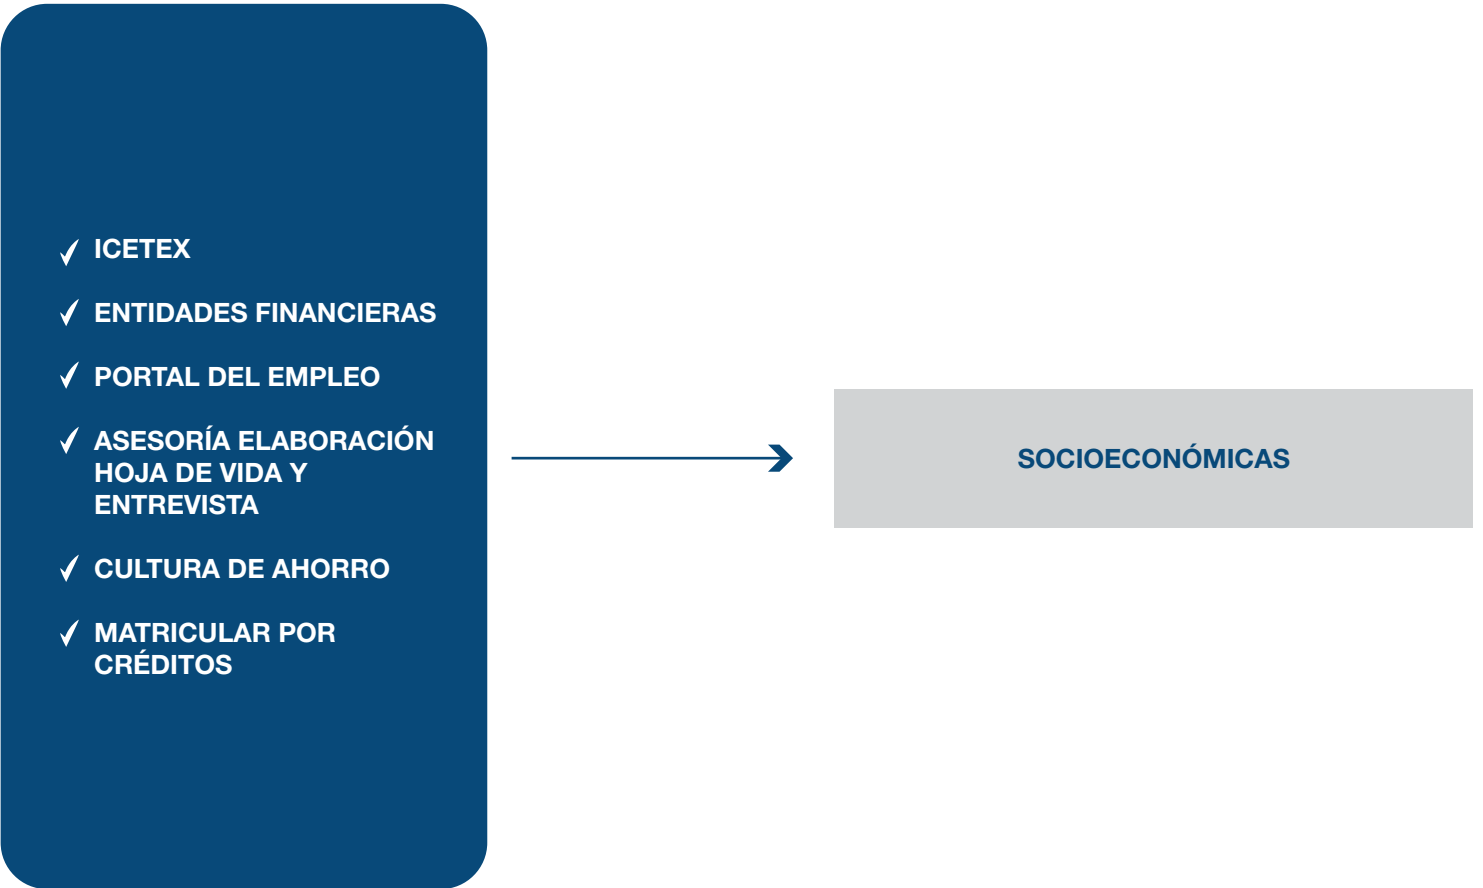 ICETEX
ENTIDADES FINANCIERAS
PORTAL DEL EMPLEO
ASESORÍA ELABORACIÓN
HOJA DE VIDA Y
ENTREVISTA
CULTURA DE AHORRO
MATRICULAR POR
CRÉDITOS
SOCIOECONÓMICAS